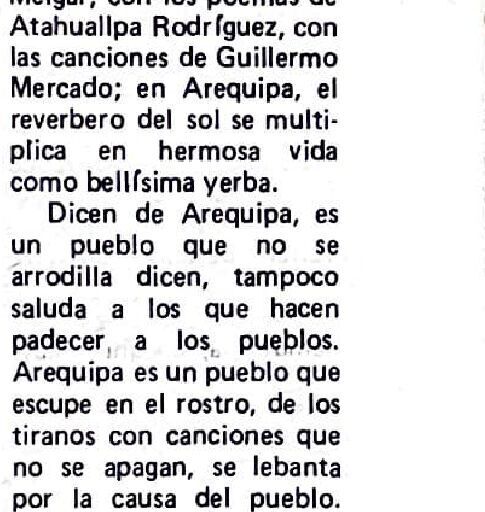 Melgar, con los poemas de
Atahuallpa Rodríguez, con
las canciones de Guillermo
Mercado; en Arequipa, el
reverbero del sol se multi-
plica en hermosa vida
como bellísima yerba.
Dicen de Arequipa, es
un pueblo que no se
arrodilla dicen, tampoco
saluda a los que hacen
padecer a los pueblos.
Arequipa es un pueblo que
escupe en el rostro, de los
tiranos con canciones que
no se apagan, se lebanta
por la causa del pueblo.